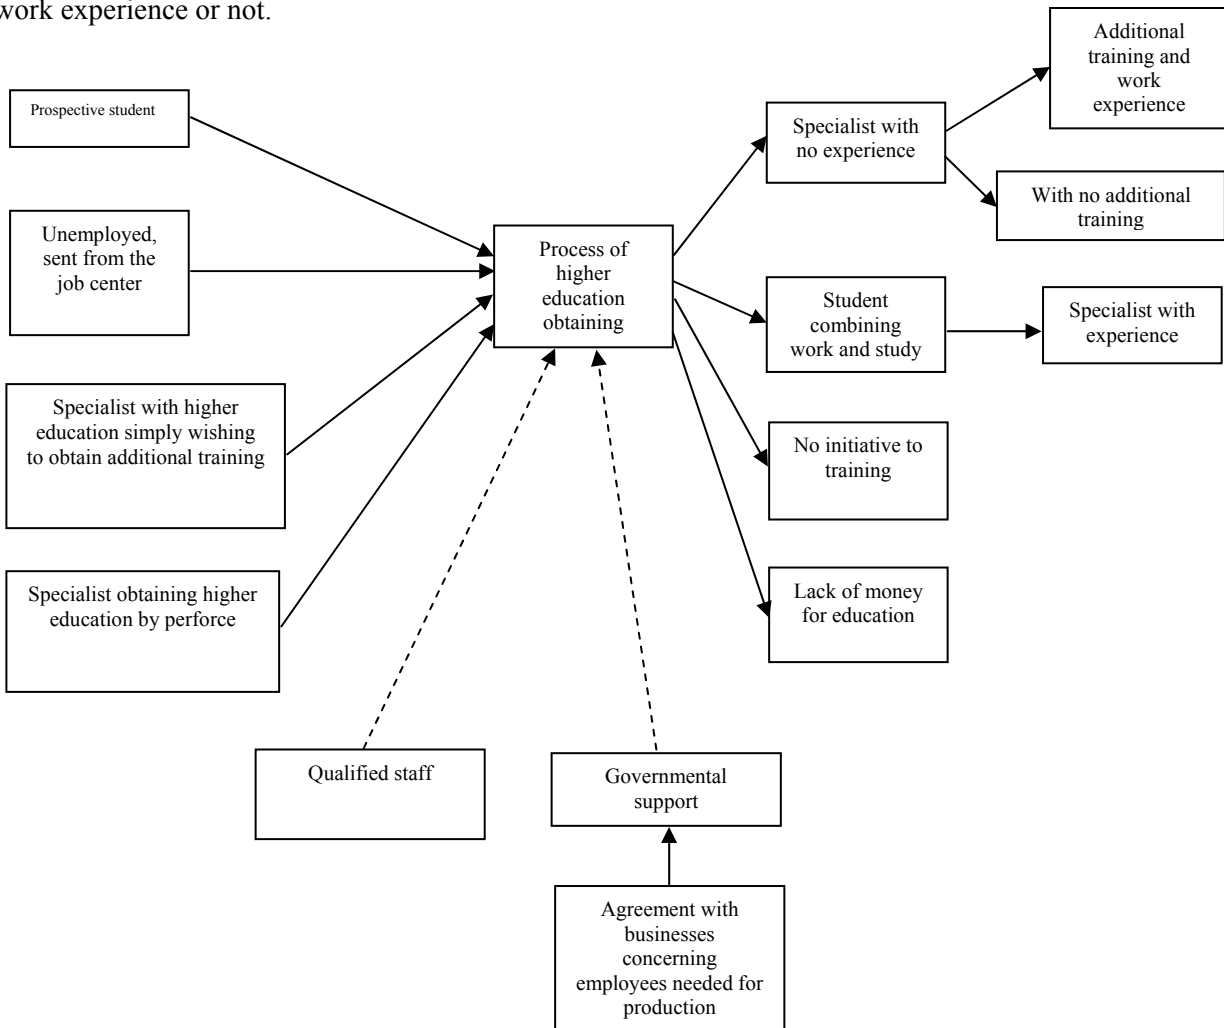 work experience or not.
Additional
training and
work
experience
Prospective student
Specialist with
no experience
With no additional
training
Unemployed,
sent from the
job center
Process of
higher
education
obtaining
Student
combining
work and study
Specialist with
experience
Specialist with higher
education simply wishing
to obtain additional training
No initiative to
training
Specialist obtaining higher
education by perforce
Lack of money
for education
Qualified staff
Governmental
support
Agreement with
businesses
concerning
employees needed for
production